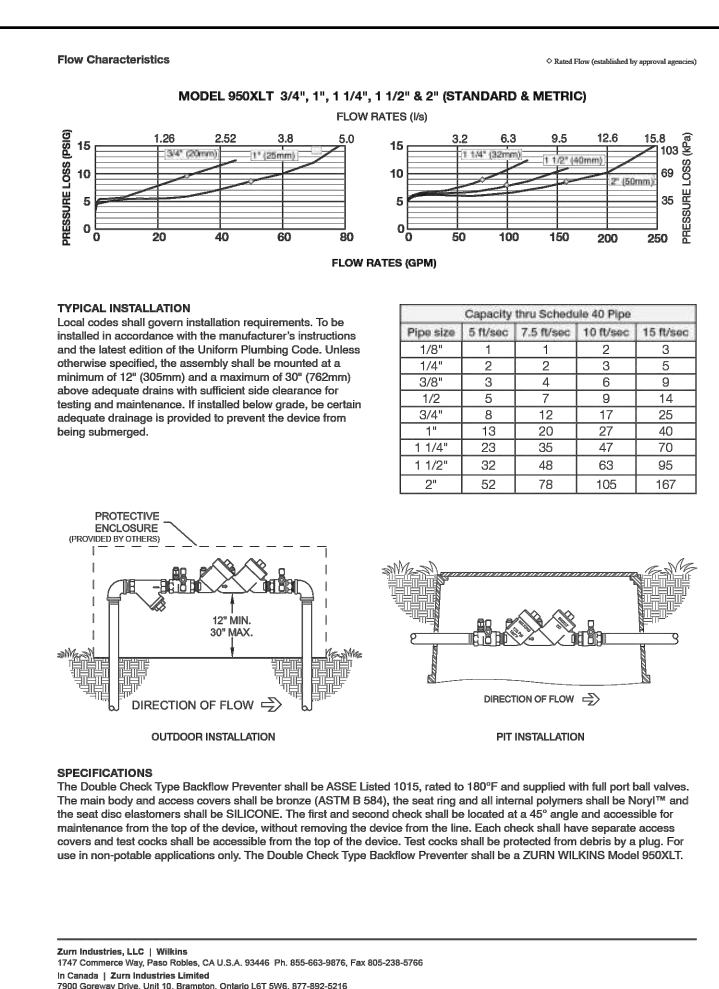 Flow Characteristics
◇ Rated Flow (established by approval agencies)
MODEL 950XLT 3/4", 1", 1 1/4", 1 1/2" & 2" (STANDARD & METRIC)
FLOW RATES (l/s)
1.26 2.52 3.8 5.0
3.2 6.3 9.5 12.6 15.8
PRESSURE LOSS (PSIG)
15
10
5
0
3/4" (20mm)
1" (25mm)
0 20 40 60 80
15
10
5
0
1 1/4" (32mm)
1 1/2" (40mm)
2" (50mm)
0 50 100 150 200 250
103
69
35
PRESSURE LOSS (kPa)
FLOW RATES (GPM)
TYPICAL INSTALLATION
Local codes shall govern installation requirements. To be
installed in accordance with the manufacturer's instructions
and the latest edition of the Uniform Plumbing Code. Unless
otherwise specified, the assembly shall be mounted at a
minimum of 12" (305mm) and a maximum of 30" (762mm)
above adequate drains with sufficient side clearance for
testing and maintenance. If installed below grade, be certain
adequate drainage is provided to prevent the device from
being submerged.
Capacity thru Schedule 40 Pipe
Pipe size 5 ft/sec 7.5 ft/sec 10 ft/sec 15 ft/sec
1/8" 1 1 2 3
1/4" 2 2 3 5
3/8" 3 4 6 9
1/2 5 7 9 14
3/4" 8 12 17 25
1" 13 20 27 40
1 1/4" 23 35 47 70
1 1/2" 32 48 63 95
2" 52 78 105 167
PROTECTIVE
ENCLOSURE
(PROVIDED BY OTHERS)
12" MIN.
30" MAX.
DIRECTION OF FLOW
OUTDOOR INSTALLATION
DIRECTION OF FLOW
PIT INSTALLATION
SPECIFICATIONS
The Double Check Type Backflow Preventer shall be ASSE Listed 1015, rated to 180°F and supplied with full port ball valves.
The main body and access covers shall be bronze (ASTM B 584), the seat ring and all internal polymers shall be Noryl™ and
the seat disc elastomers shall be SILICONE. The first and second check shall be located at a 45° angle and accessible for
maintenance from the top of the device, without removing the device from the line. Each check shall have separate access
covers and test cocks shall be accessible from the top of the device. Test cocks shall be protected from debris by a plug. For
use in non-potable applications only. The Double Check Type Backflow Preventer shall be a ZURN WILKINS Model 950XLT.
Zurn Industries, LLC | Wilkins
1747 Commerce Way, Paso Robles, CA U.S.A. 93446 Ph. 855-663-9876, Fax 805-238-5766
In Canada | Zurn Industries Limited
7900 Goreway Drive, Unit 10, Brampton, Ontario L6T 5W6, 877-892-5216